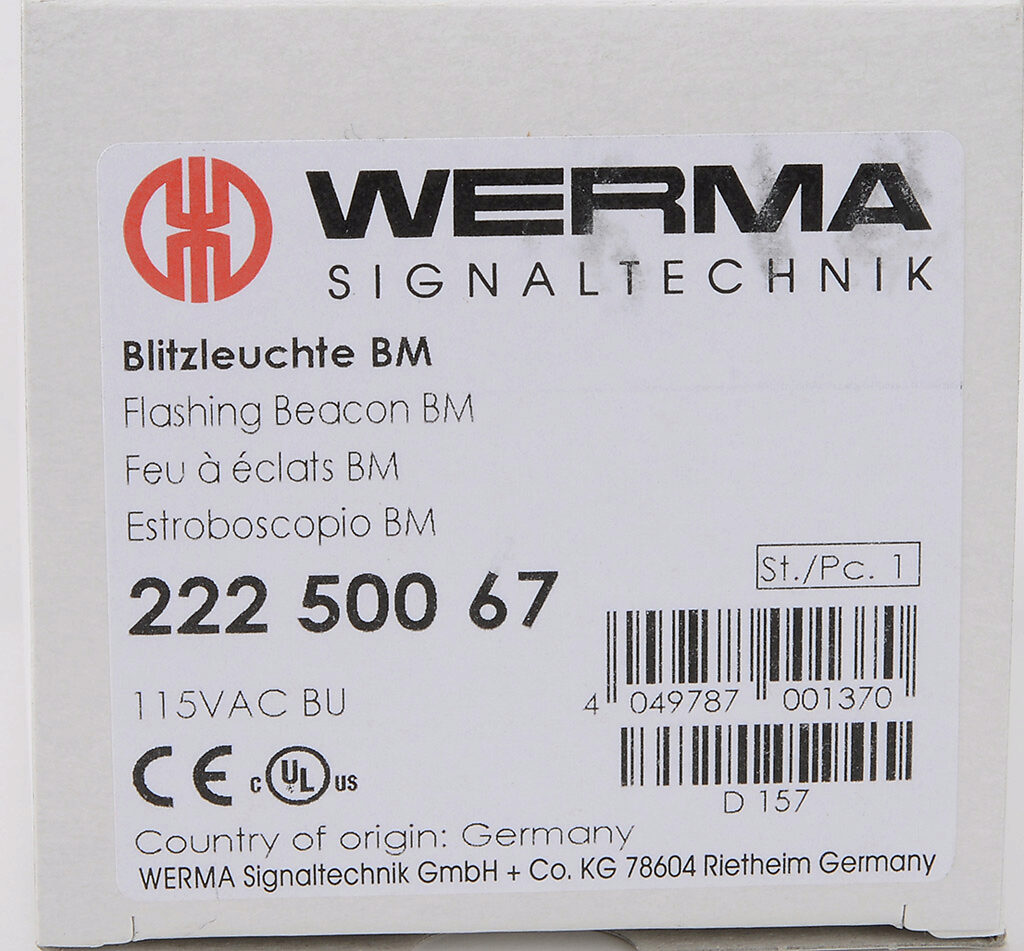 WERMA
SIGNALTECHNIK
Blitzleuchte BM
Flashing Beacon BM
Feu à éclats BM
Estroboscopio BM
222 500 67
St./Pc. 1
115VAC BU
4 049787 001370
CE c UL US
D 157
Country of origin: Germany
WERMA Signaltechnik GmbH + Co. KG 78604 Rietheim Germany